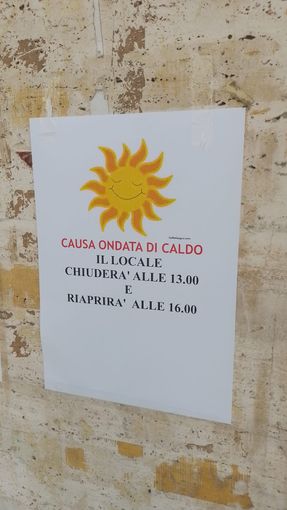 CAUSA ONDATA DI CALDO
IL LOCALE
CHIUDERA' ALLE 13.00
E
RIAPRIRA' ALLE 16.00